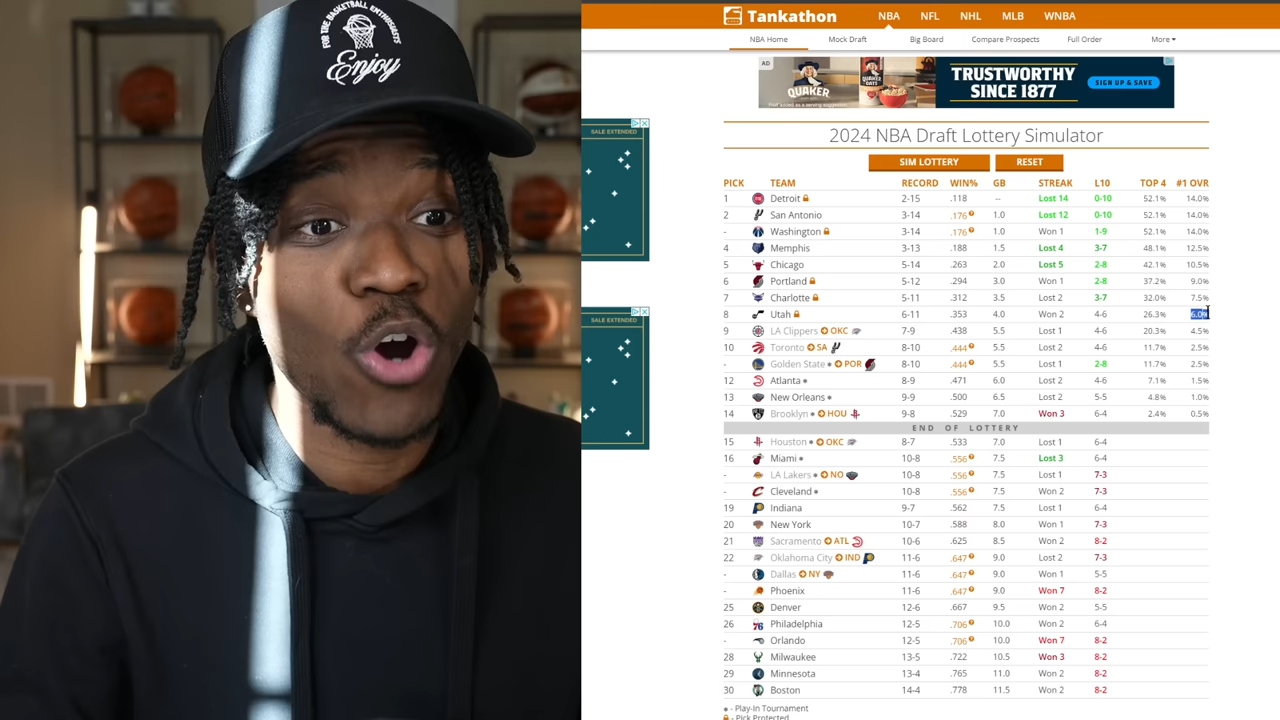 FOR THE BASKETBALL ENTHUSIASTS
Enjoy
Tankathon
NBA NFL NHL MLB WNBA
NBA Home Mock Draft Big Board Compare Prospects Full Order More
AD
QUAKER
TRUSTWORTHY
SINCE 1877
SIGN UP & SAVE
SALE EXTENDED
SALE EXTENDED
2024 NBA Draft Lottery Simulator
SIM LOTTERY RESET
PICK TEAM RECORD WIN% GB STREAK L10 TOP 4 #1 OVR
1 Detroit 2-15 .118 -- Lost 14 0-10 52.1% 14.0%
2 San Antonio 3-14 .176 1.0 Lost 12 0-10 52.1% 14.0%
- Washington 3-14 .176 1.0 Won 1 1-9 52.1% 14.0%
4 Memphis 3-13 .188 1.5 Lost 4 3-7 48.1% 12.5%
5 Chicago 5-14 .263 2.0 Lost 5 2-8 42.1% 10.5%
6 Portland 5-12 .294 3.0 Won 1 2-8 37.2% 9.0%
7 Charlotte 5-11 .312 3.5 Lost 2 3-7 32.0% 7.5%
8 Utah 6-11 .353 4.0 Won 2 4-6 26.3% 6.0%
9 LA Clippers OKC 7-9 .438 5.5 Lost 1 4-6 20.3% 4.5%
10 Toronto SA 8-10 .444 5.5 Lost 2 4-6 11.7% 2.5%
- Golden State POR 8-10 .444 5.5 Lost 1 2-8 11.7% 2.5%
12 Atlanta 8-9 .471 6.0 Lost 2 4-6 7.1% 1.5%
13 New Orleans 9-9 .500 6.5 Lost 2 5-5 4.8% 1.0%
14 Brooklyn HOU 9-8 .529 7.0 Won 3 6-4 2.4% 0.5%
END OF LOTTERY
15 Houston OKC 8-7 .533 7.0 Lost 1 6-4
16 Miami 10-8 .556 7.5 Lost 3 6-4
- LA Lakers NO 10-8 .556 7.5 Lost 1 7-3
- Cleveland 10-8 .556 7.5 Won 2 7-3
19 Indiana 9-7 .562 7.5 Lost 1 6-4
20 New York 10-7 .588 8.0 Won 1 7-3
21 Sacramento ATL 10-6 .625 8.5 Won 2 8-2
22 Oklahoma City IND 11-6 .647 9.0 Lost 2 7-3
- Dallas NY 11-6 .647 9.0 Won 1 5-5
- Phoenix 11-6 .647 9.0 Won 7 8-2
25 Denver 12-6 .667 9.5 Won 2 5-5
26 Philadelphia 12-5 .706 10.0 Won 2 6-4
- Orlando 12-5 .706 10.0 Won 7 8-2
28 Milwaukee 13-5 .722 10.5 Won 3 8-2
29 Minnesota 13-4 .765 11.0 Won 2 8-2
30 Boston 14-4 .778 11.5 Won 2 8-2
- Play-In Tournament
- Pick Protected